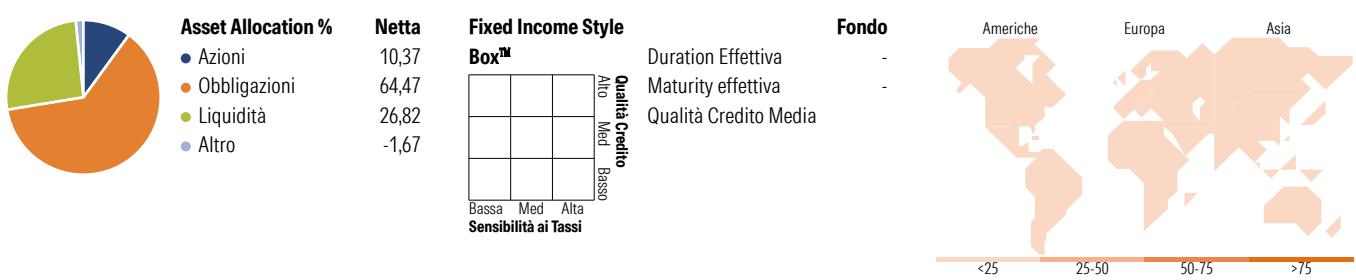 Asset Allocation % Netta
Azioni 10,37
Obbligazioni 64,47
Liquidità 26,82
Altro -1,67
Fixed Income Style
Box™
Alto Med Basso
Qualità Credito
Bassa Med Alta
Sensibilità ai Tassi
Fondo
Duration Effettiva -
Maturity effettiva -
Qualità Credito Media
Americhe Europa Asia
<25 25-50 50-75 >75